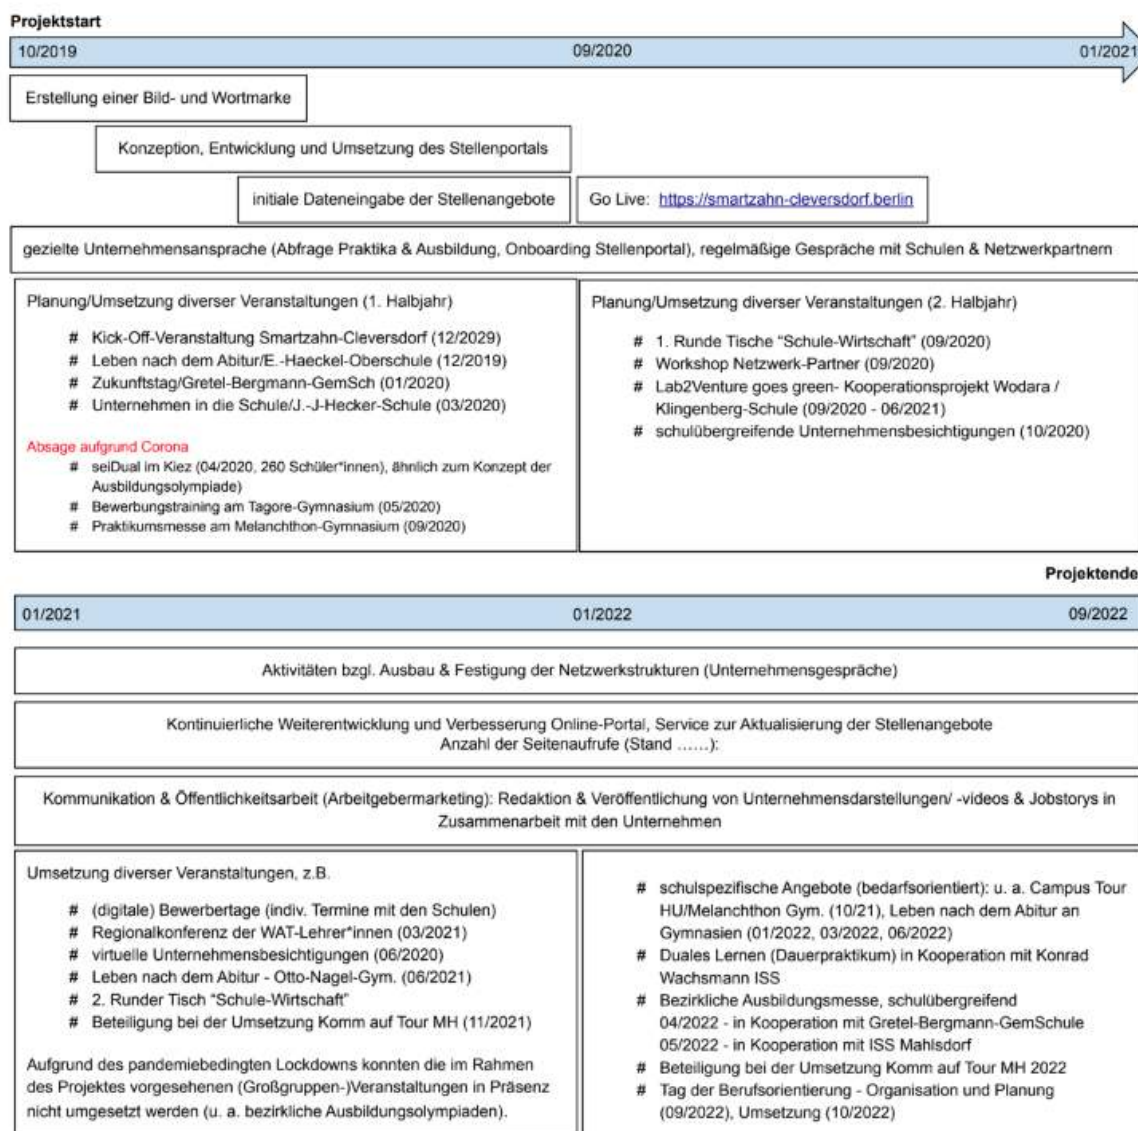 Projektstart
10/2019 09/2020 01/2021
Erstellung einer Bild- und Wortmarke
Konzeption, Entwicklung und Umsetzung des Stellenportals
initiale Dateneingabe der Stellenangebote
Go Live: https://smartzahn-cleversdorf.berlin
gezielte Unternehmensansprache (Abfrage Praktika & Ausbildung, Onboarding Stellenportal), regelmäßige Gespräche mit Schulen & Netzwerkpartnern
Planung/Umsetzung diverser Veranstaltungen (1. Halbjahr)
# Kick-Off-Veranstaltung Smartzahn-Cleversdorf (12/2029)
# Leben nach dem Abitur/E.-Haeckel-Oberschule (12/2019)
# Zukunftstag/Gretel-Bergmann-GemSch (01/2020)
# Unternehmen in die Schule/J.-J-Hecker-Schule (03/2020)
Absage aufgrund Corona
# seiDual im Kiez (04/2020, 260 Schüler*innen), ähnlich zum Konzept der
Ausbildungsolympiade)
# Bewerbungstraining am Tagore-Gymnasium (05/2020)
# Praktikumsmesse am Melanchthon-Gymnasium (09/2020)
Planung/Umsetzung diverser Veranstaltungen (2. Halbjahr)
# 1. Runde Tische “Schule-Wirtschaft” (09/2020)
# Workshop Netzwerk-Partner (09/2020)
# Lab2Venture goes green- Kooperationsprojekt Wodara /
Klingenberg-Schule (09/2020 - 06/2021)
# schulübergreifende Unternehmensbesichtigungen (10/2020)
Projektende
01/2021 01/2022 09/2022
Aktivitäten bzgl. Ausbau & Festigung der Netzwerkstrukturen (Unternehmensgespräche)
Kontinuierliche Weiterentwicklung und Verbesserung Online-Portal, Service zur Aktualisierung der Stellenangebote
Anzahl der Seitenaufrufe (Stand ......):
Kommunikation & Öffentlichkeitsarbeit (Arbeitgebermarketing): Redaktion & Veröffentlichung von Unternehmensdarstellungen/ -videos & Jobstorys in
Zusammenarbeit mit den Unternehmen
Umsetzung diverser Veranstaltungen, z.B.
# (digitale) Bewerbertage (indiv. Termine mit den Schulen)
# Regionalkonferenz der WAT-Lehrer*innen (03/2021)
# virtuelle Unternehmensbesichtigungen (06/2020)
# Leben nach dem Abitur - Otto-Nagel-Gym. (06/2021)
# 2. Runder Tisch “Schule-Wirtschaft”
# Beteiligung bei der Umsetzung Komm auf Tour MH (11/2021)
Aufgrund des pandemiebedingten Lockdowns konnten die im Rahmen
des Projektes vorgesehenen (Großgruppen-)Veranstaltungen in Präsenz
nicht umgesetzt werden (u. a. bezirkliche Ausbildungsolympiaden).
# schulspezifische Angebote (bedarfsorientiert): u. a. Campus Tour
HU/Melanchthon Gym. (10/21), Leben nach dem Abitur an
Gymnasien (01/2022, 03/2022, 06/2022)
# Duales Lernen (Dauerpraktikum) in Kooperation mit Konrad
Wachsmann ISS
# Bezirkliche Ausbildungsmesse, schulübergreifend
04/2022 - in Kooperation mit Gretel-Bergmann-GemSchule
05/2022 - in Kooperation mit ISS Mahlsdorf
# Beteiligung bei der Umsetzung Komm auf Tour MH 2022
# Tag der Berufsorientierung - Organisation und Planung
(09/2022), Umsetzung (10/2022)